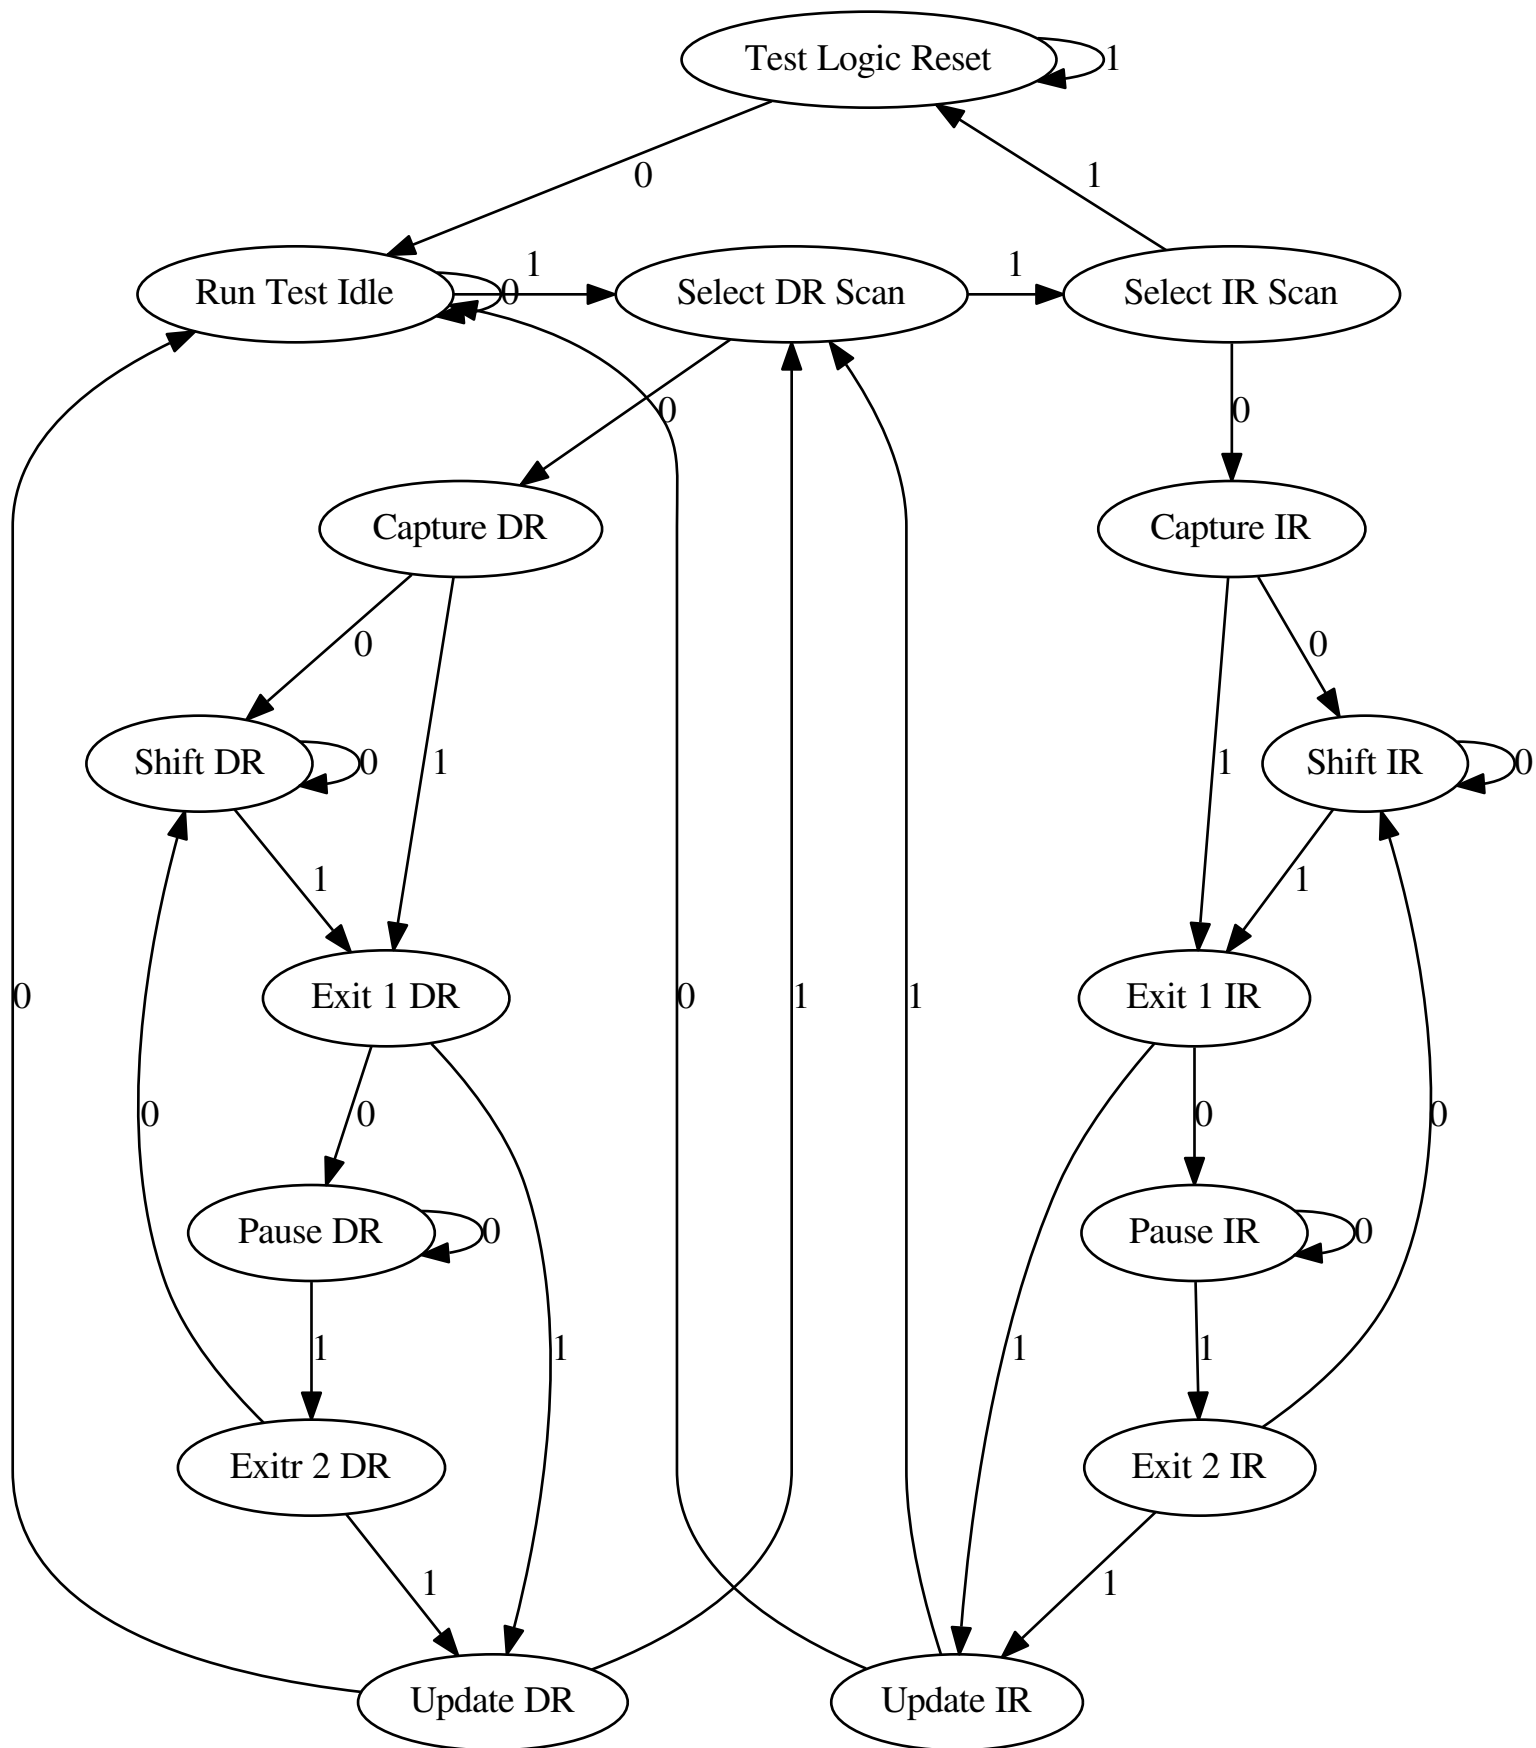 Test Logic Reset
1
0
1
Run Test Idle
1
0
Select DR Scan
1
Select IR Scan
0
0
Capture DR
Capture IR
0
0
Shift DR
0
1
1
Shift IR
0
1
1
0
Exit 1 DR
0
1
1
Exit 1 IR
0
0
0
0
Pause DR
0
Pause IR
0
1
1
1
1
Exitr 2 DR
Exit 2 IR
1
1
Update DR
Update IR